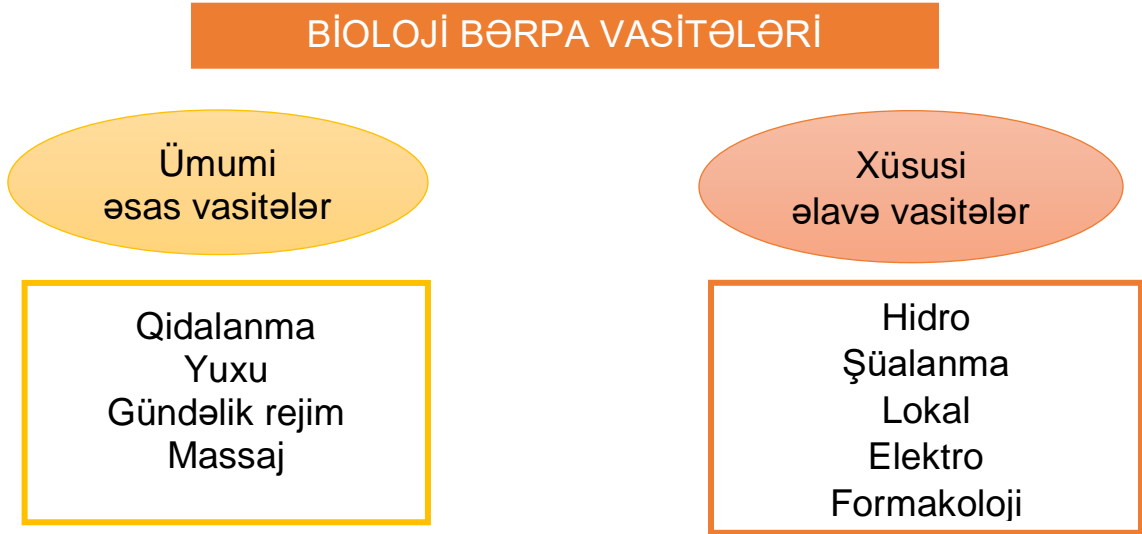 BİOLOJİ BƏRPA VASİTƏLƏRİ
Ümumi
əsas vasitələr
Qidalanma
Yuxu
Gündəlik rejim
Massaj
Xüsusi
əlavə vasitələr
Hidro
Şüalanma
Lokal
Elektro
Formakoloji